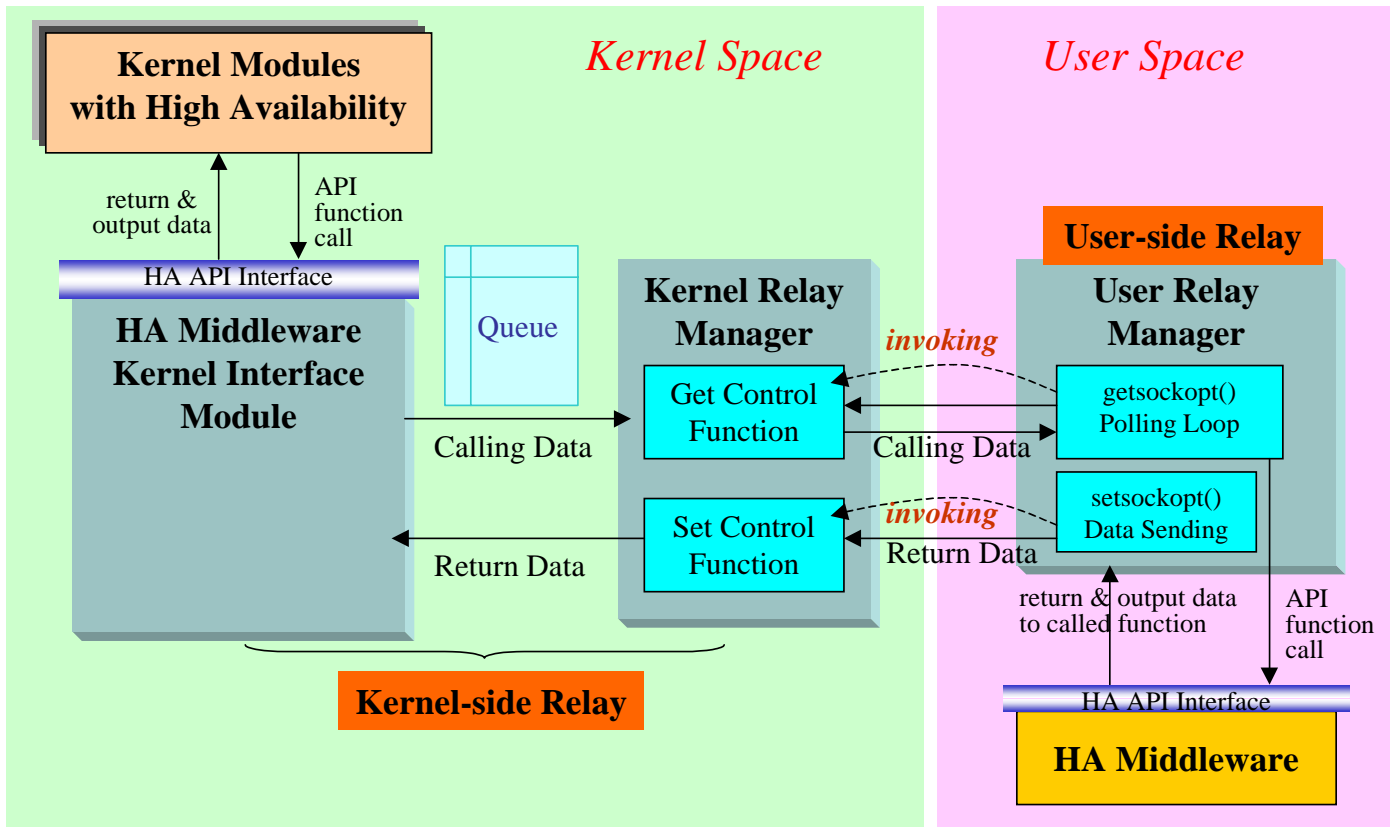 Kernel Space
User Space
Kernel Modules
with High Availability
return &
output data
API
function
call
HA API Interface
HA Middleware
Kernel Interface
Module
Queue
Calling Data
Return Data
Kernel Relay
Manager
Get Control
Function
Set Control
Function
Kernel-side Relay
invoking
Calling Data
invoking
Return Data
User-side Relay
User Relay
Manager
getsockopt()
Polling Loop
setsockopt()
Data Sending
return & output data
to called function
API
function
call
HA API Interface
HA Middleware